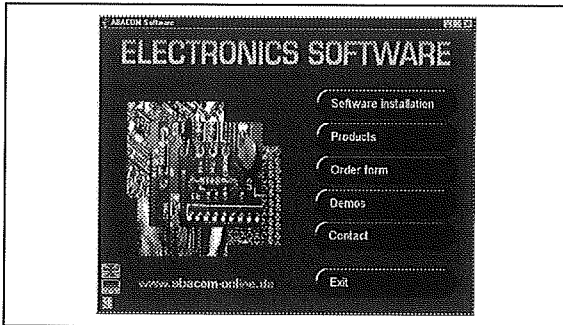 ABACOM Software
ELECTRONICS SOFTWARE
Software installation
Products
Order form
Demos
Contact
www.abacom-online.de
Exit